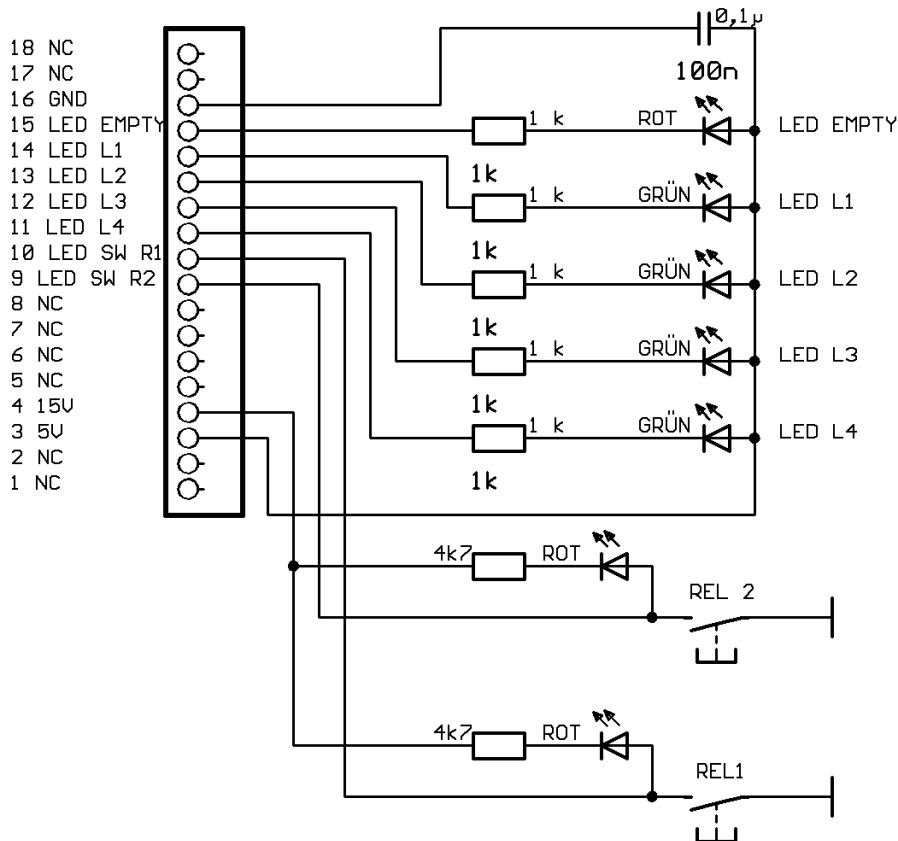 0,1µ
100n
18 NC
17 NC
16 GND
15 LED EMPTY
14 LED L1
13 LED L2
12 LED L3
11 LED L4
10 LED SW R1
9 LED SW R2
8 NC
7 NC
6 NC
5 NC
4 15V
3 5V
2 NC
1 NC
1 k ROT LED EMPTY
1k
1 k GRÜN LED L1
1k
1 k GRÜN LED L2
1k
1 k GRÜN LED L3
1k
1 k GRÜN LED L4
1k
4k7 ROT
REL 2
4k7 ROT
REL1